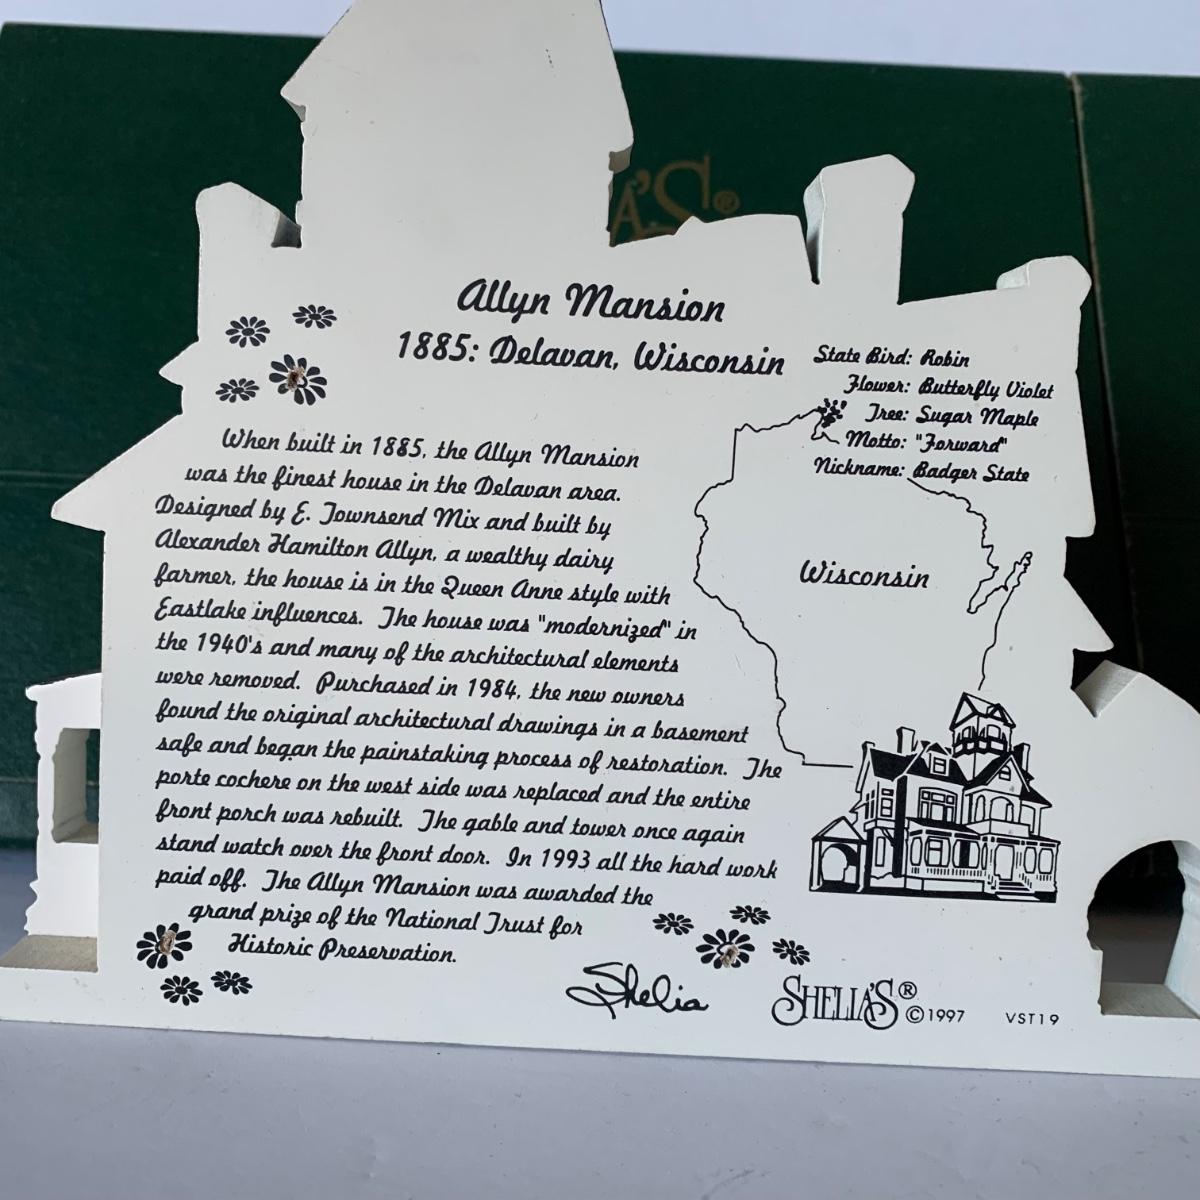 A'S®
Allyn Mansion
1885: Delavan, Wisconsin
State Bird: Robin
Flower: Butterfly Violet
Tree: Sugar Maple
Motto: "Forward"
Nickname: Badger State
When built in 1885, the Allyn Mansion
was the finest house in the Delavan area.
Designed by E. Townsend Mix and built by
Alexander Hamilton Allyn, a wealthy dairy
farmer, the house is in the Queen Anne style with
Eastlake influences. The house was "modernized" in
the 1940's and many of the architectural elements
were removed. Purchased in 1984, the new owners
found the original architectural drawings in a basement
safe and began the painstaking process of restoration. The
porte cochere on the west side was replaced and the entire
front porch was rebuilt. The gable and tower once again
stand watch over the front door. In 1993 all the hard work
paid off. The Allyn Mansion was awarded the
grand prize of the National Trust for
Historic Preservation.
Wisconsin
Shelia
SHELIA'S® ©1997 VST19